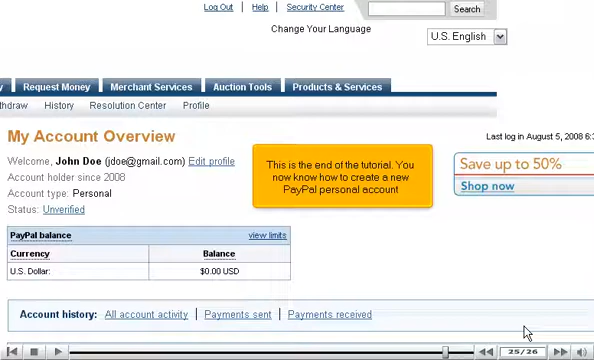 Log Out | Help | Security Center Search
Change Your Language
U.S. English
Request Money Merchant Services Auction Tools Products & Services
thdraw History Resolution Center Profile
My Account Overview
Last log in August 5, 2008 6:3
Welcome, John Doe (jdoe@gmail.com) Edit profile
Account holder since 2008
Account type: Personal
Status: Unverified
This is the end of the tutorial. You
now know how to create a new
PayPal personal account
Save up to 50%
Shop now
PayPal balance view limits
Currency Balance
U.S. Dollar: $0.00 USD
Account history: All account activity | Payments sent | Payments received
25/26